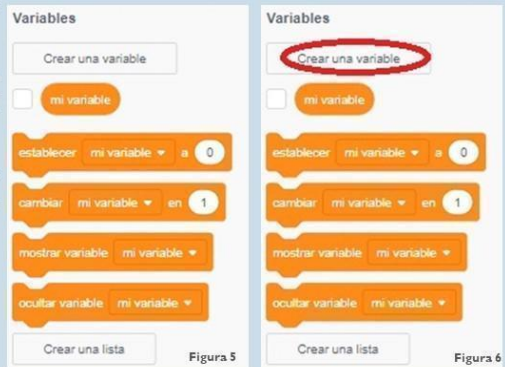 Variables
Crear una variable
mi variable
establecer mi variable a 0
cambiar mi variable en 1
mostrar variable mi variable
ocultar variable mi variable
Crear una lista
Figura 5
Variables
Crear una variable
mi variable
establecer mi variable a 0
cambiar mi variable en 1
mostrar variable mi variable
ocultar variable mi variable
Crear una lista
Figura 6